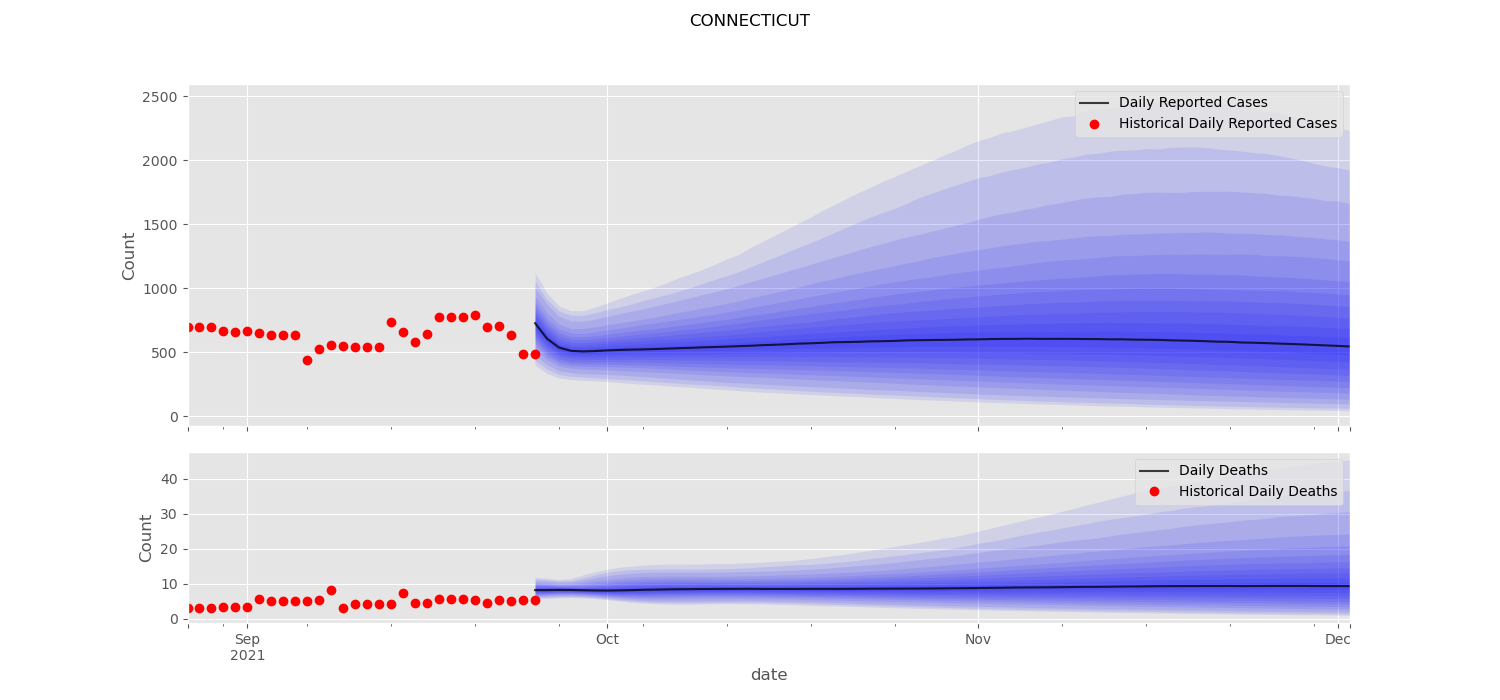 CONNECTICUT
2500
2000
1500
1000
500
0
Count
Daily Reported Cases
Historical Daily Reported Cases
40
30
20
10
0
Count
Daily Deaths
Historical Daily Deaths
Sep
2021
Oct
Nov
Dec
date